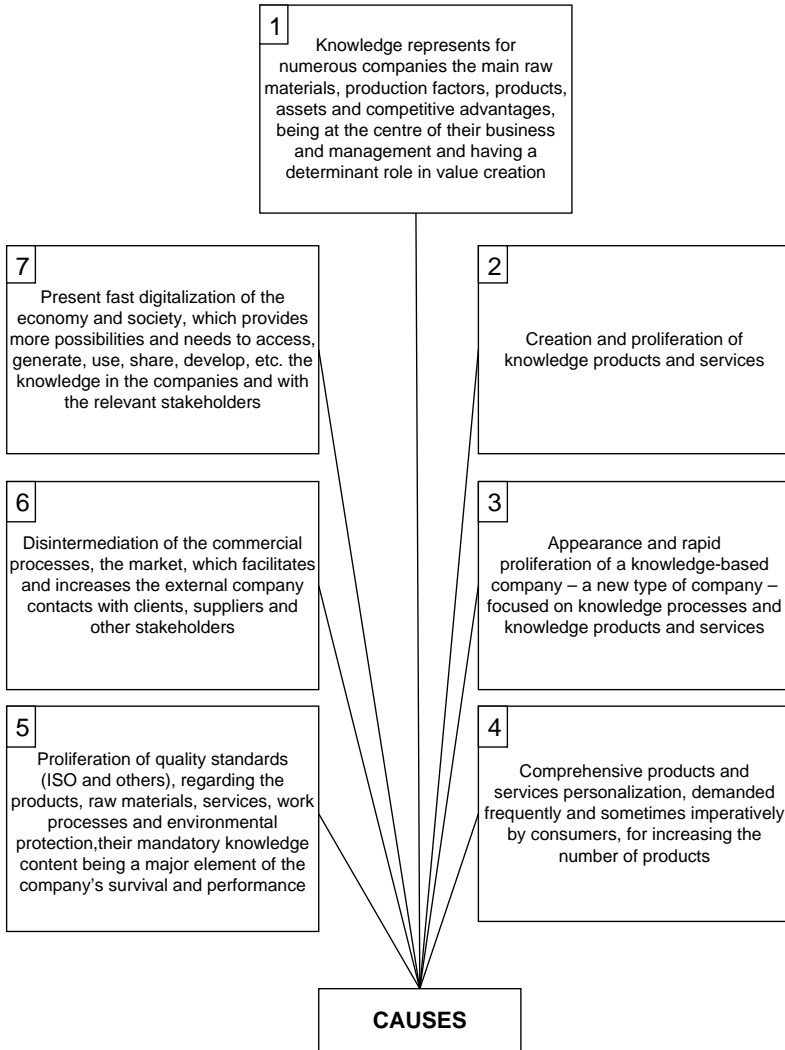 1
Knowledge represents for
numerous companies the main raw
materials, production factors, products,
assets and competitive advantages,
being at the centre of their business
and management and having a
determinant role in value creation
7
Present fast digitalization of the
economy and society, which provides
more possibilities and needs to access,
generate, use, share, develop, etc. the
the knowledge in the companies and with
the relevant stakeholders
2
Creation and proliferation of
knowledge products and services
6
Disintermediation of the commercial
processes, the market, which facilitates
and increases the external company
contacts with clients, suppliers and
other stakeholders
3
Appearance and rapid
proliferation of a knowledge-based
company – a new type of company –
focused on knowledge processes and
knowledge products and services
5
Proliferation of quality standards
(ISO and others), regarding the
products, raw materials, services, work
processes and environmental
protection,their mandatory knowledge
content being a major element of the
company's survival and performance
4
Comprehensive products and
services personalization, demanded
frequently and sometimes imperatively
by consumers, for increasing the
number of products
CAUSES